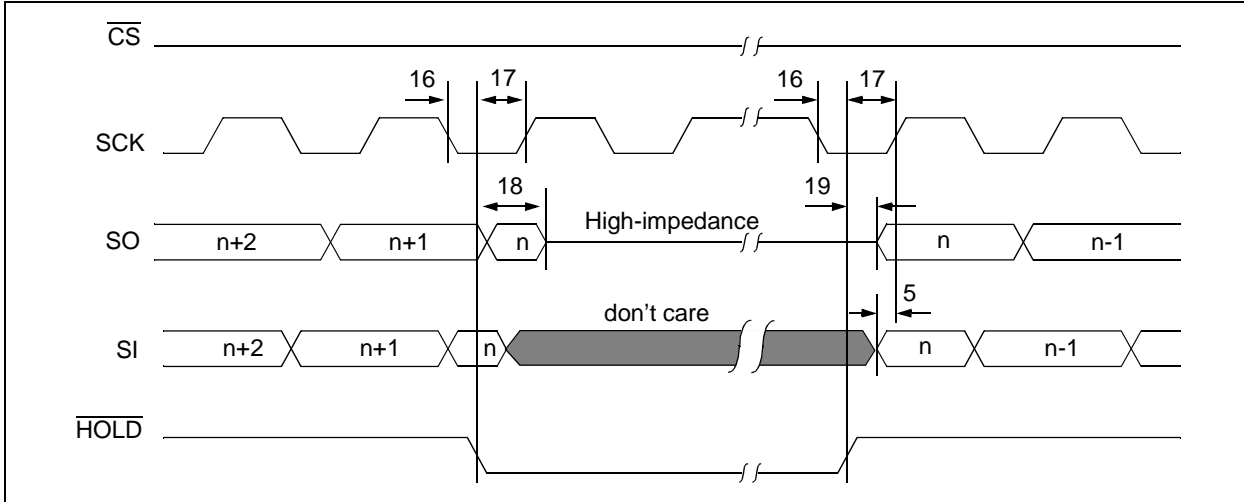 CS
16 17 16 17
SCK
18 19
High-impedance
SO n+2 n+1 n n n-1
5
don't care
SI n+2 n+1 n n n-1
HOLD